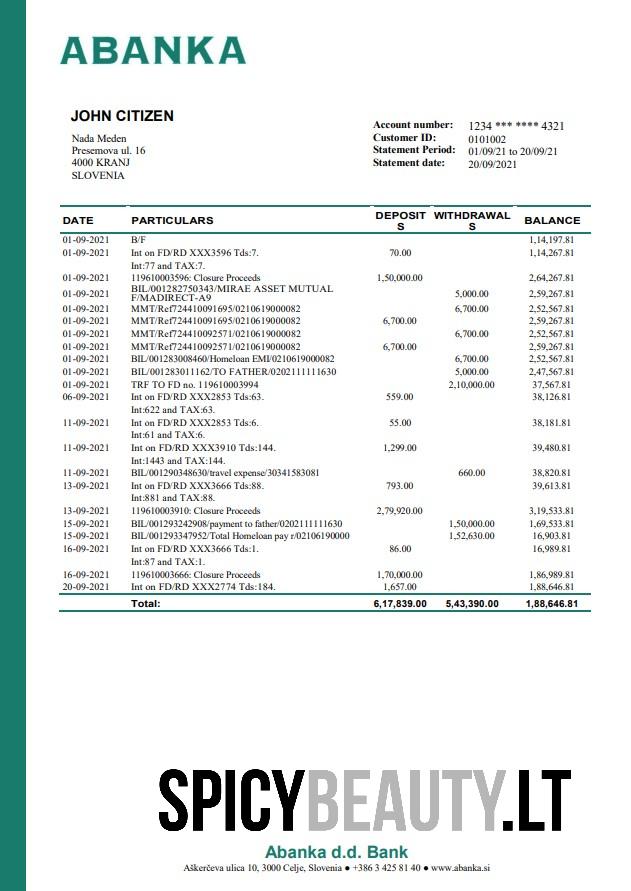 ABANKA
JOHN CITIZEN
Nada Meden
Presemova ul. 16
4000 KRANJ
SLOVENIA
Account number: 1234 *** **** 4321
Customer ID: 0101002
Statement Period: 01/09/21 to 20/09/21
Statement date: 20/09/2021
DATE PARTICULARS DEPOSIT S WITHDRAWAL S BALANCE
01-09-2021 B/F 1,14,197.81
01-09-2021 Int on FD/RD XXX3596 Tds:7. 70.00 1,14,267.81
Int:77 and TAX:7.
01-09-2021 119610003596: Closure Proceeds 1,50,000.00 2,64,267.81
01-09-2021 BIL/001282750343/MIRAE ASSET MUTUAL 5,000.00 2,59,267.81
F/MADIRECT-A9
01-09-2021 MMT/Ref724410091695/0210619000082 6,700.00 2,52,567.81
01-09-2021 MMT/Ref724410091695/0210619000082 6,700.00 2,59,267.81
01-09-2021 MMT/Ref724410092571/0210619000082 6,700.00 2,52,567.81
01-09-2021 MMT/Ref724410092571/0210619000082 6,700.00 2,59,267.81
01-09-2021 BIL/001283008460/Homeloan EMI/0210619000082 6,700.00 2,52,567.81
01-09-2021 BIL/001283011162/TO FATHER/0202111111630 5,000.00 2,47,567.81
01-09-2021 TRF TO FD no. 119610003994 2,10,000.00 37,567.81
06-09-2021 Int on FD/RD XXX2853 Tds:63. 559.00 38,126.81
Int:622 and TAX:63.
11-09-2021 Int on FD/RD XXX2853 Tds:6. 55.00 38,181.81
Int:61 and TAX:6.
11-09-2021 Int on FD/RD XXX3910 Tds:144. 1,299.00 39,480.81
Int:1443 and TAX:144.
11-09-2021 BIL/001290348630/travel expense/30341583081 660.00 38,820.81
13-09-2021 Int on FD/RD XXX3666 Tds:88. 793.00 39,613.81
Int:881 and TAX:88.
13-09-2021 119610003910: Closure Proceeds 2,79,920.00 3,19,533.81
15-09-2021 BIL/001293242908/payment to father/0202111111630 1,50,000.00 1,69,533.81
15-09-2021 BIL/001293347952/Total Homeloan pay r/02106190000 1,52,630.00 16,903.81
16-09-2021 Int on FD/RD XXX3666 Tds:1. 86.00 16,989.81
Int:87 and TAX:1.
16-09-2021 119610003666: Closure Proceeds 1,70,000.00 1,86,989.81
20-09-2021 Int on FD/RD XXX2774 Tds:184. 1,657.00 1,88,646.81
Total: 6,17,839.00 5,43,390.00 1,88,646.81
SPICYBEAUTY.LT
Abanka d.d. Bank
Aškerčeva ulica 10, 3000 Celje, Slovenia ● +386 3 425 81 40 ● www.abanka.si